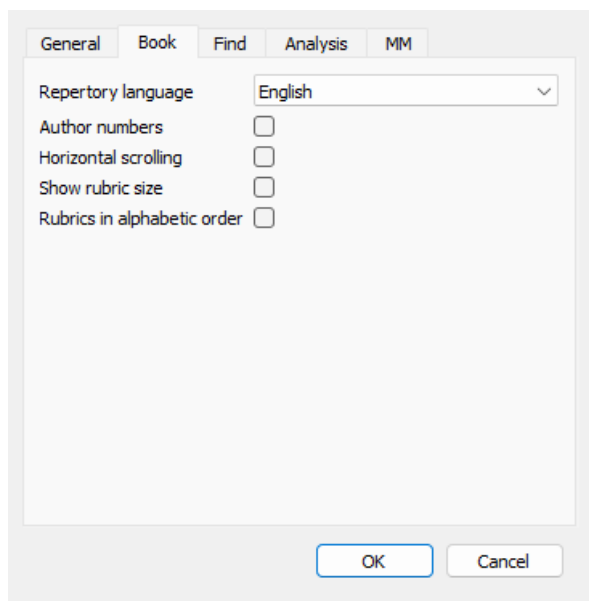 General Book Find Analysis MM
Repertory language English
Author numbers
Horizontal scrolling
Show rubric size
Rubrics in alphabetic order
OK Cancel